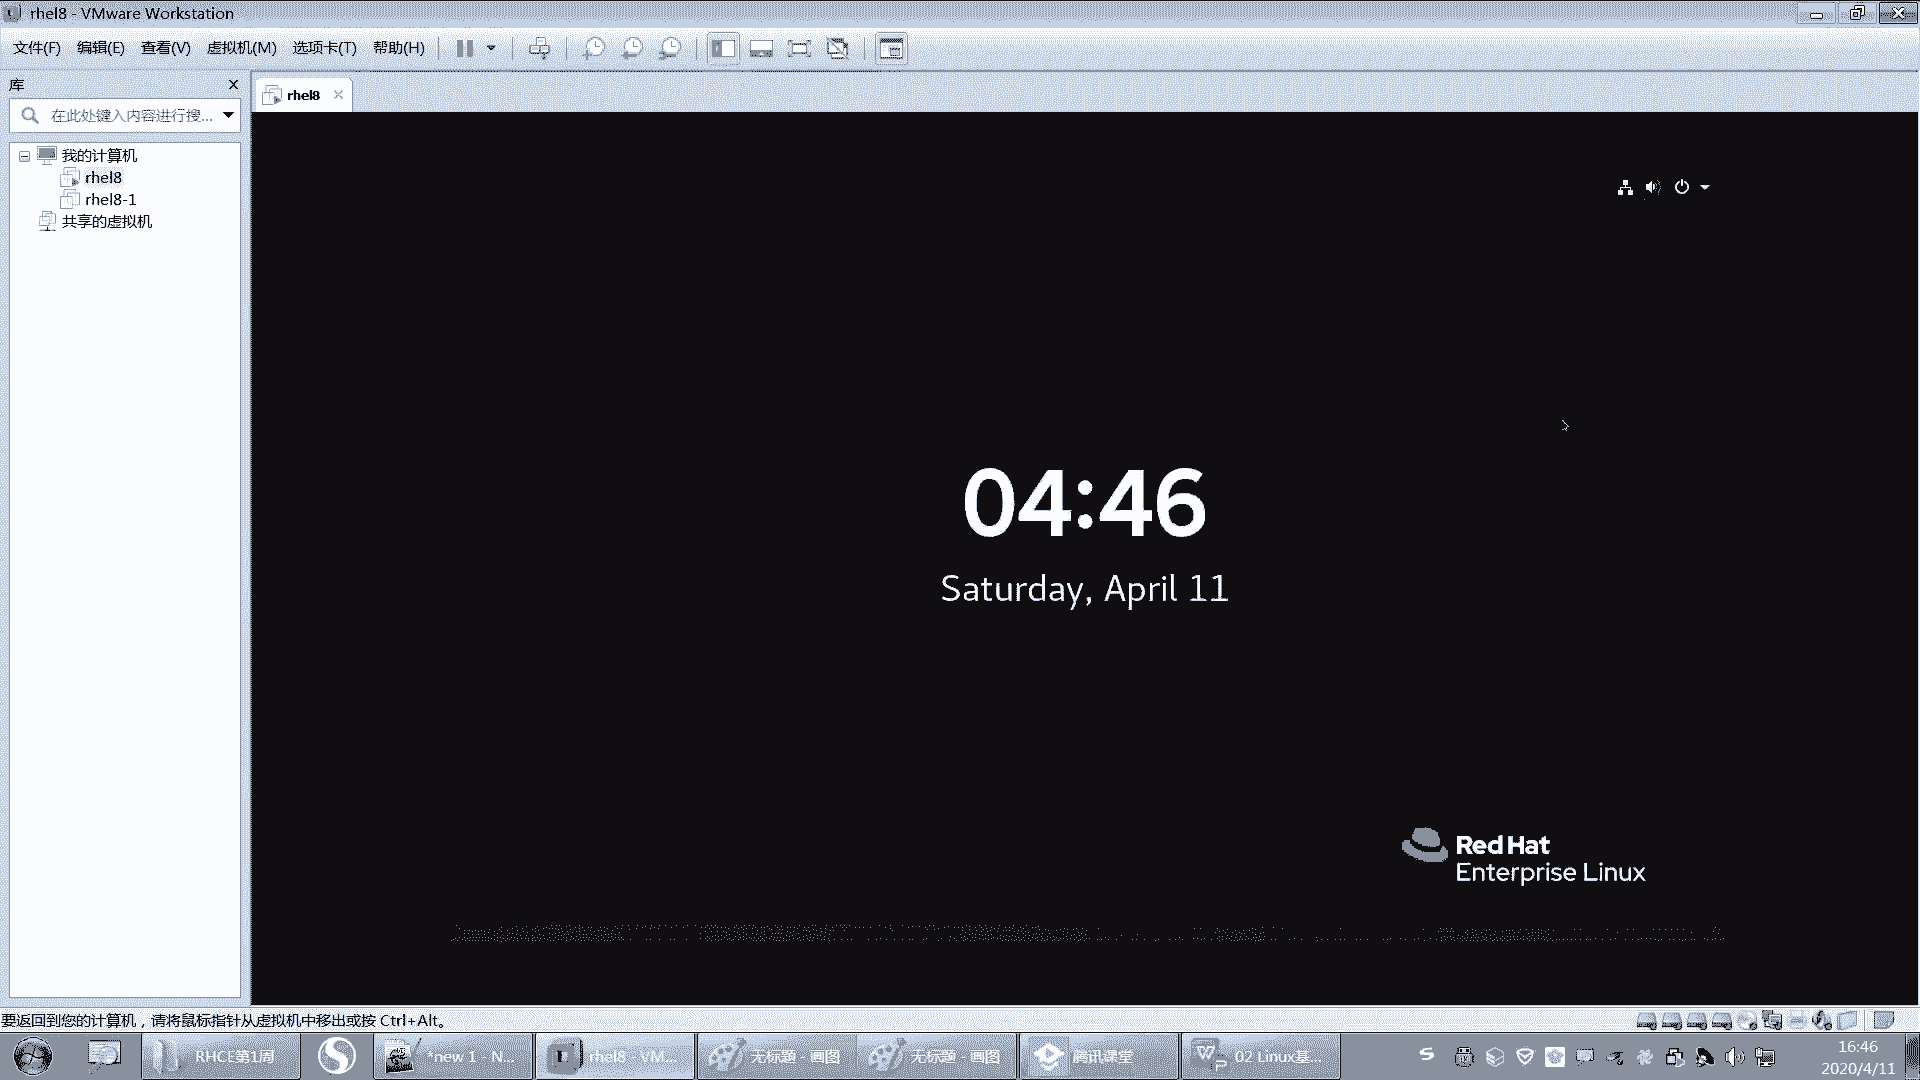 rhel8 - VMware Workstation
文件(F) 编辑(E) 查看(V) 虚拟机(M) 选项卡(T) 帮助(H)
库
在此处键入内容进行搜...
rhel8
我的计算机
rhel8
rhel8-1
共享的虚拟机
04:46
Saturday, April 11
Red Hat
Enterprise Linux
要返回到您的计算机，请将鼠标指针从虚拟机中移出或按 Ctrl+Alt。
RHCE第1周
*new 1 - N...
rhel8 - VM...
无标题 - 画图
无标题 - 画图
腾讯课堂
02 Linux基...
16:46
2020/4/11